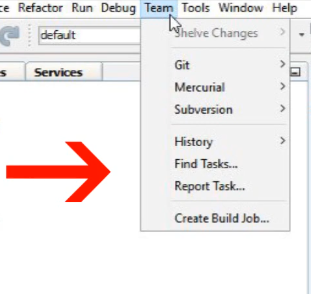 ce Refactor Run Debug Team Tools Window Help
default
Shelve Changes
s Services
Git
Mercurial
Subversion
History
Find Tasks...
Report Task...
Create Build Job...